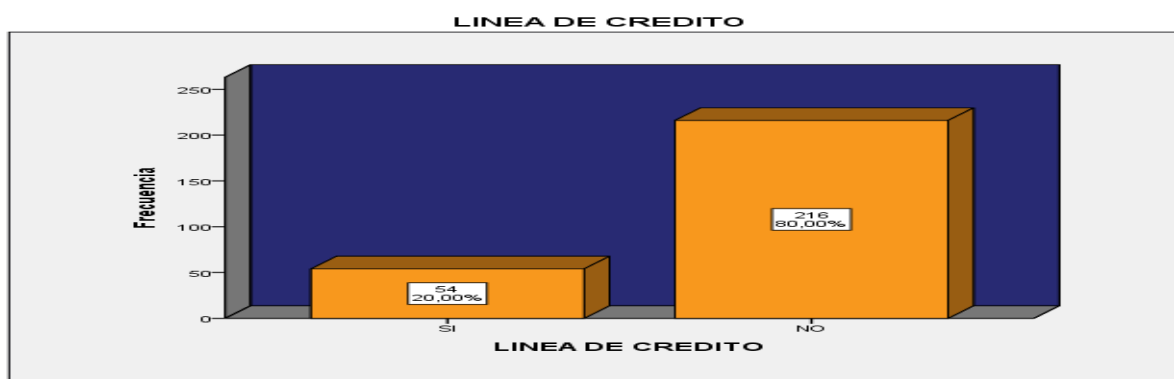 LINEA DE CREDITO
250
200
150
100
50
0
Frecuencia
54
20,00%
216
80,00%
SI
NO
LINEA DE CREDITO